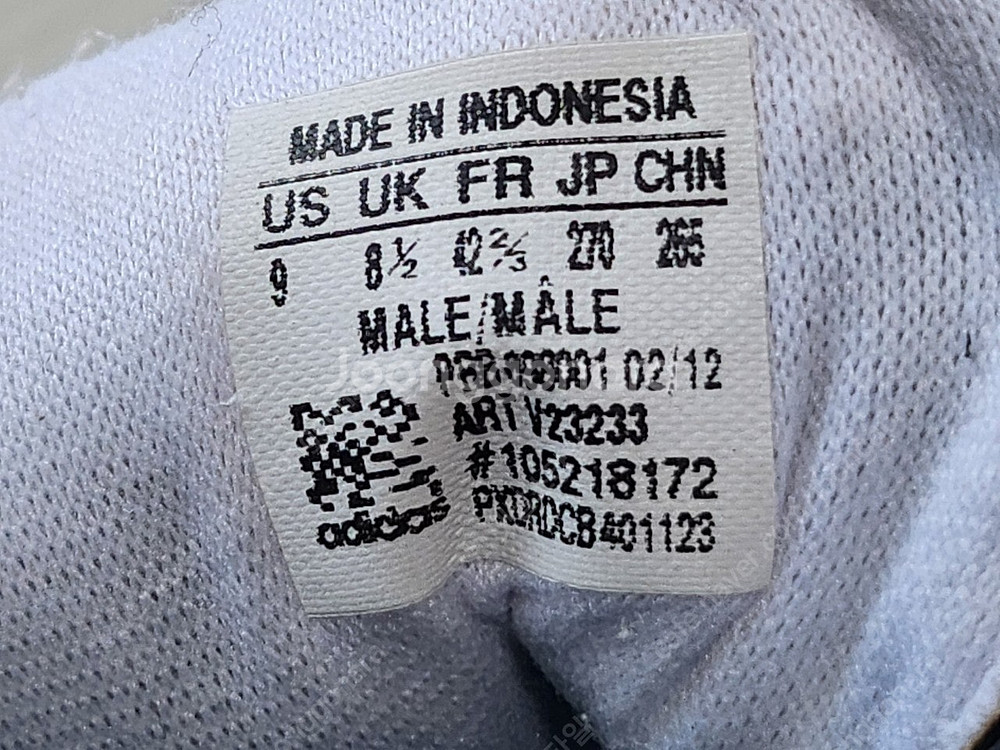 MADE IN INDONESIA
US UK FR JP CHN
9 8½ 42⅔ 270 265
MALE/MÂLE
02/12
ART V23233
#105218172
adidas